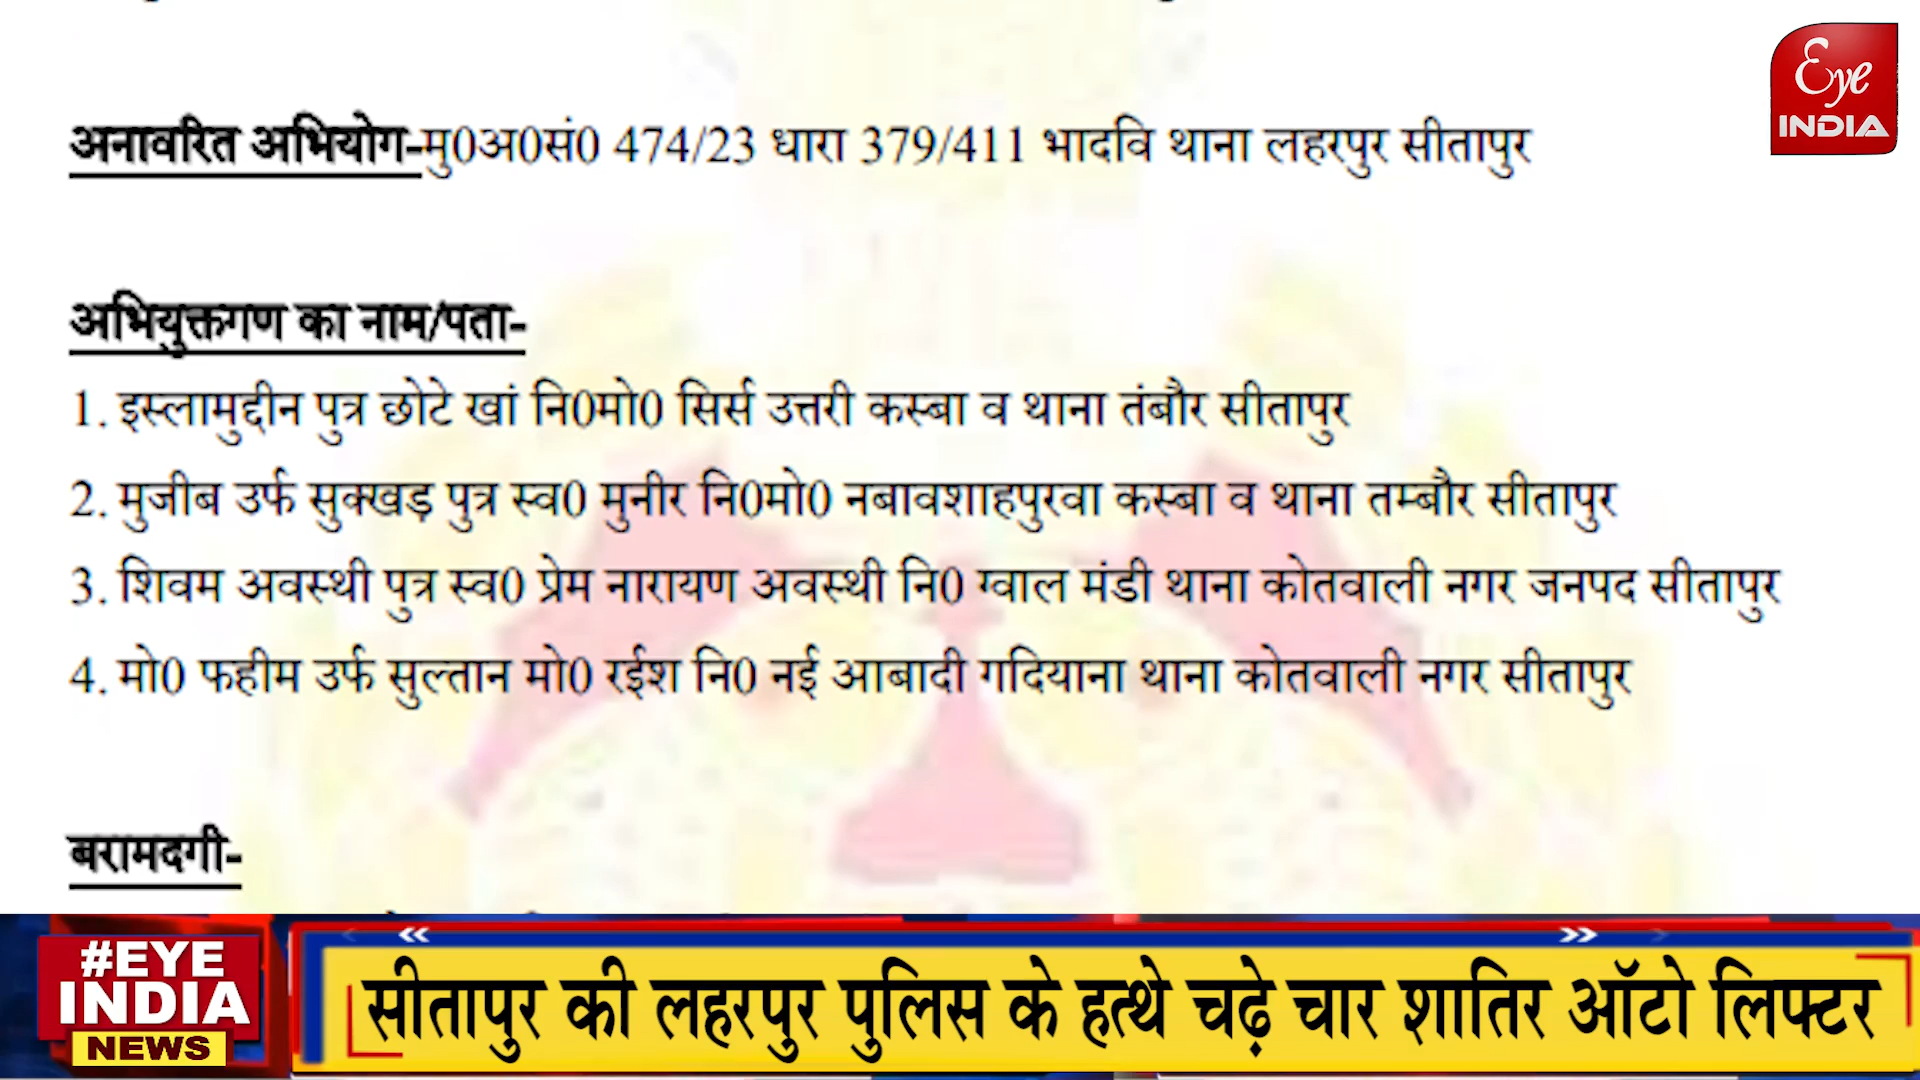 Eye
INDIA
अनावरित अभियोग-मु0अ0सं0 474/23 धारा 379/411 भादवि थाना लहरपुर सीतापुर
अभियुक्तगण का नाम/पता-
1. इस्लामुद्दीन पुत्र छोटे खां नि0मो0 सिर्स उत्तरी कस्बा व थाना तंबौर सीतापुर
2. मुजीब उर्फ सुक्खड़ पुत्र स्व0 मुनीर नि0मो0 नबावशाहपुरवा कस्बा व थाना तम्बौर सीतापुर
3. शिवम अवस्थी पुत्र स्व0 प्रेम नारायण अवस्थी नि0 ग्वाल मंडी थाना कोतवाली नगर जनपद सीतापुर
4. मो0 फहीम उर्फ सुल्तान मो0 रईश नि0 नई आबादी गदियाना थाना कोतवाली नगर सीतापुर
बरामदगी-
#EYE
INDIA
NEWS
सीतापुर की लहरपुर पुलिस के हत्थे चढ़े चार शातिर ऑटो लिफ्टर